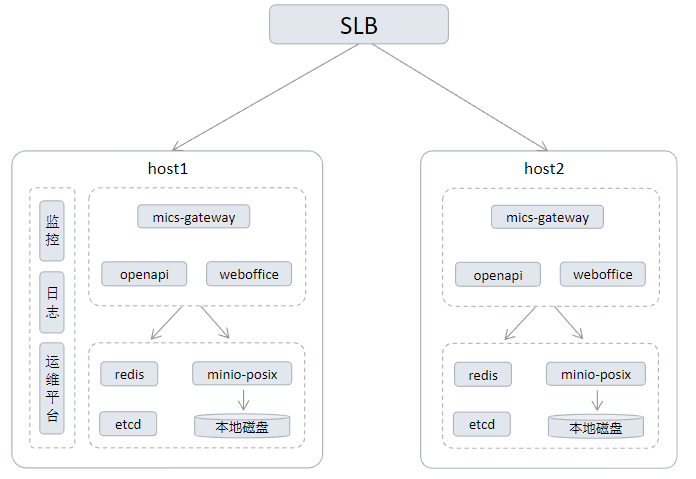 SLB
host1
监控
日志
运维平台
mics-gateway
openapi
weboffice
redis
minio-posix
etcd
本地磁盘
host2
mics-gateway
openapi
weboffice
redis
minio-posix
etcd
本地磁盘